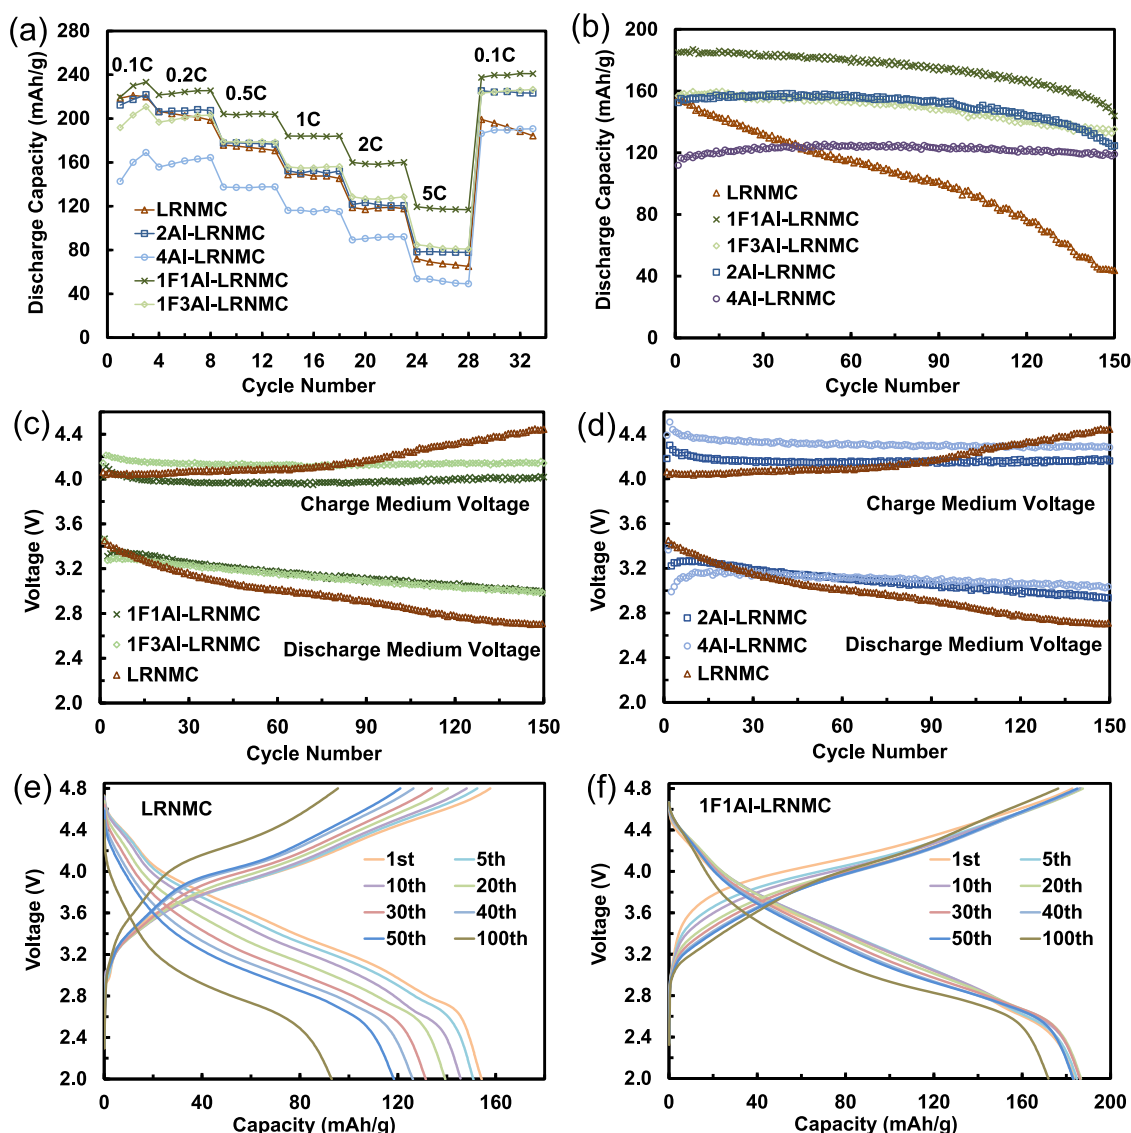 (a)
Discharge Capacity (mAh/g)
280
240
200
160
120
80
40
0
0.1C
0.2C
0.5C
1C
2C
5C
0.1C
LRNMC
2Al-LRNMC
4Al-LRNMC
1F1Al-LRNMC
1F3Al-LRNMC
0 4 8 12 16 20 24 28 32
Cycle Number
(b)
Discharge Capacity (mAh/g)
200
160
120
80
40
0
LRNMC
1F1Al-LRNMC
1F3Al-LRNMC
2Al-LRNMC
4Al-LRNMC
0 30 60 90 120 150
Cycle Number
(c)
Voltage (V)
4.4
4.0
3.6
3.2
2.8
2.4
2.0
Charge Medium Voltage
1F1Al-LRNMC
1F3Al-LRNMC
Discharge Medium Voltage
LRNMC
0 30 60 90 120 150
Cycle Number
(d)
Voltage (V)
4.4
4.0
3.6
3.2
2.8
2.4
2.0
Charge Medium Voltage
2Al-LRNMC
4Al-LRNMC
Discharge Medium Voltage
LRNMC
0 30 60 90 120 150
Cycle Number
(e)
Voltage (V)
4.8
4.4
4.0
3.6
3.2
2.8
2.4
2.0
LRNMC
1st 5th
10th 20th
30th 40th
50th 100th
0 40 80 120 160
Capacity (mAh/g)
(f)
Voltage (V)
4.8
4.4
4.0
3.6
3.2
2.8
2.4
2.0
1F1Al-LRNMC
1st 5th
10th 20th
30th 40th
50th 100th
0 40 80 120 160 200
Capacity (mAh/g)